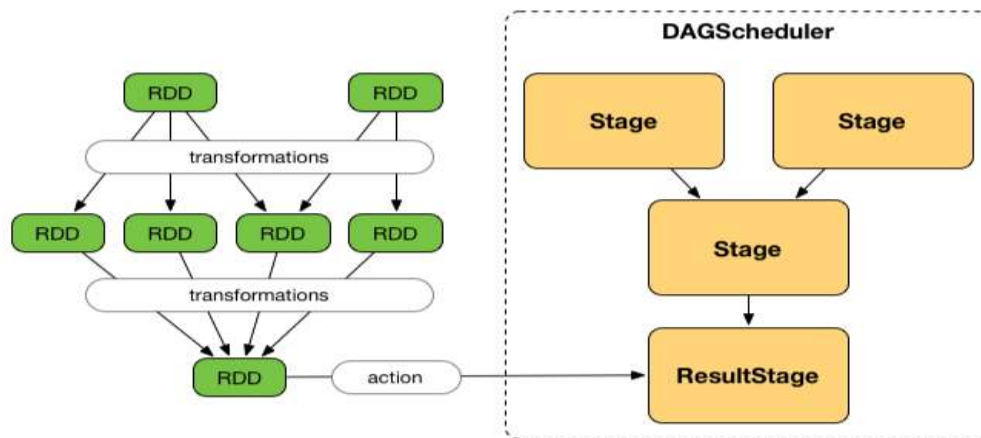 DAGScheduler
RDD
RDD
Stage
Stage
transformations
RDD
RDD
RDD
RDD
Stage
transformations
RDD
action
ResultStage